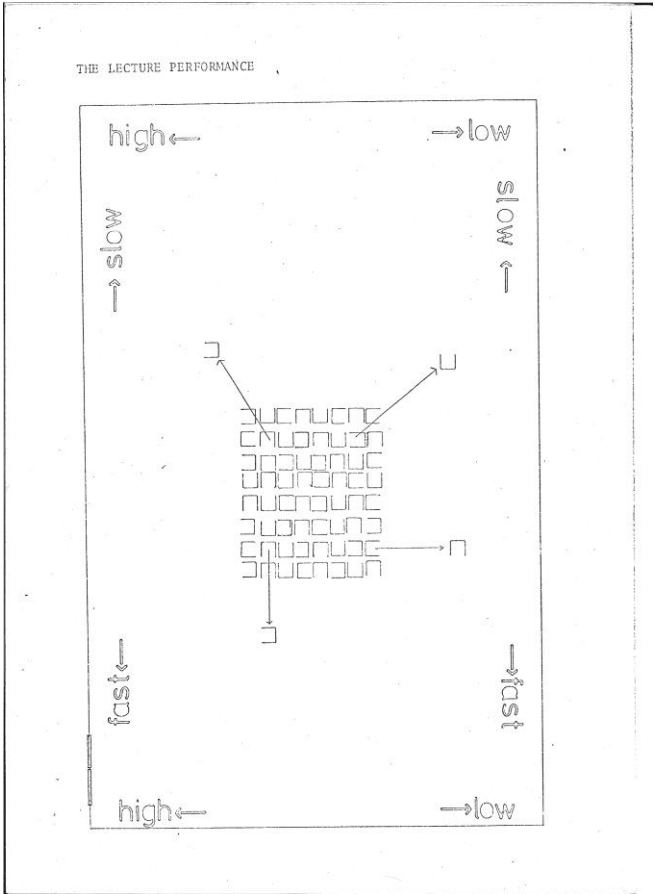 THE LECTURE PERFORMANCE
high
low
slow
slow
fast
fast
high
low